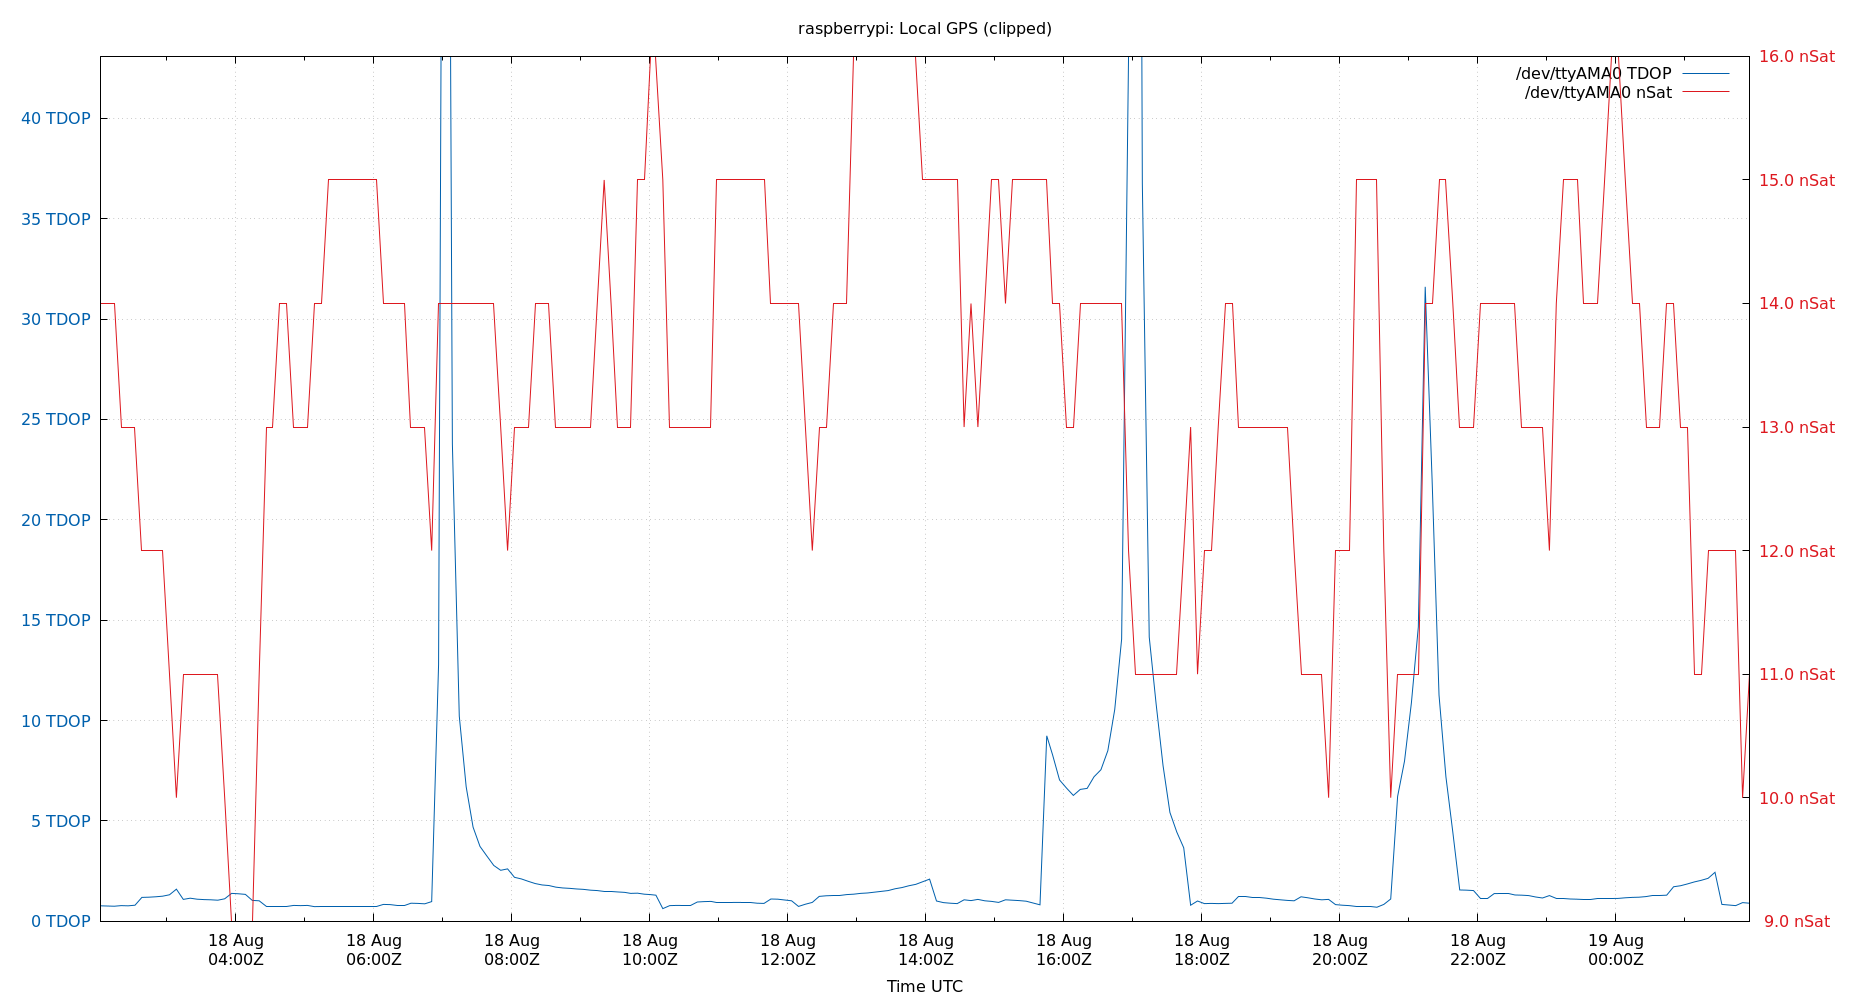 raspberrypi: Local GPS (clipped)
16.0 nSat
/dev/ttyAMA0 TDOP
/dev/ttyAMA0 nSat
40 TDOP
15.0 nSat
35 TDOP
14.0 nSat
30 TDOP
25 TDOP
13.0 nSat
20 TDOP
12.0 nSat
15 TDOP
11.0 nSat
10 TDOP
10.0 nSat
5 TDOP
0 TDOP
9.0 nSat
18 Aug 18 Aug 18 Aug 18 Aug 18 Aug 18 Aug 18 Aug 18 Aug 18 Aug 18 Aug 19 Aug
04:00Z 06:00Z 08:00Z 10:00Z 12:00Z 14:00Z 16:00Z 18:00Z 20:00Z 22:00Z 00:00Z
Time UTC